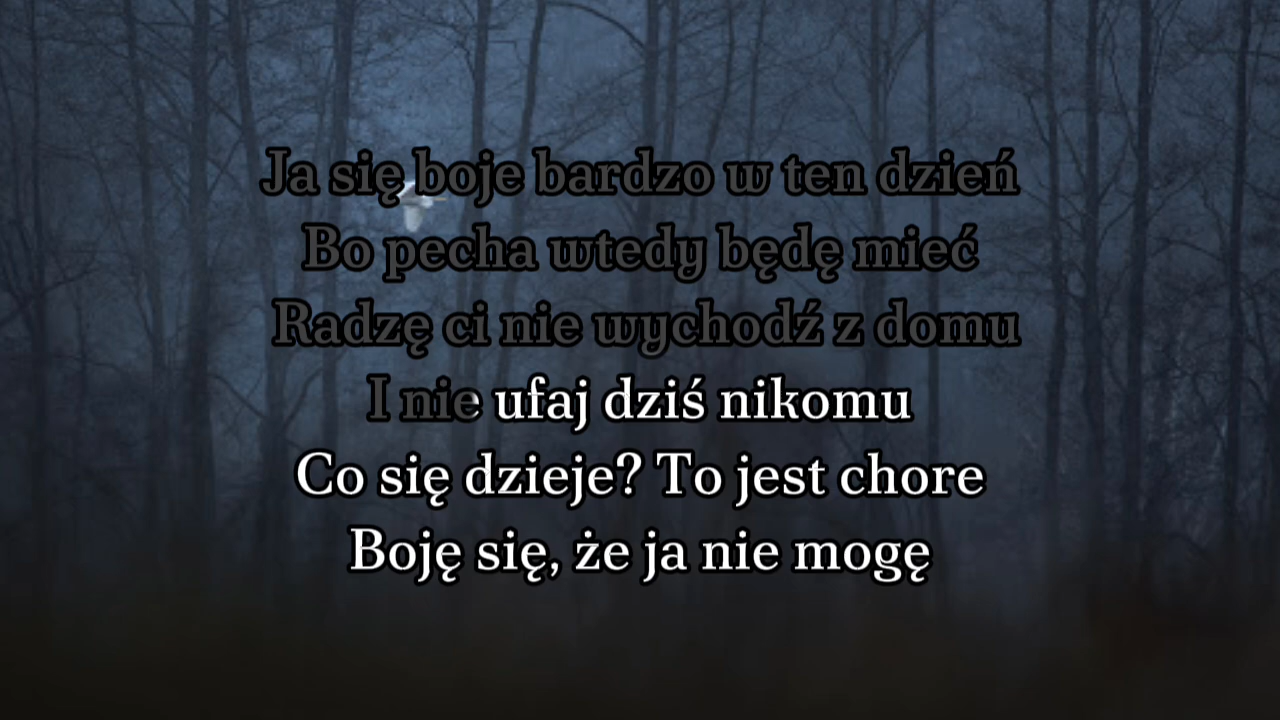 Ja się boje bardzo w ten dzień
Bo pecha wtedy będę mieć
Radzę ci nie wychodź z domu
I nie ufaj dziś nikomu
Co się dzieje? To jest chore
Boję się, że ja nie mogę